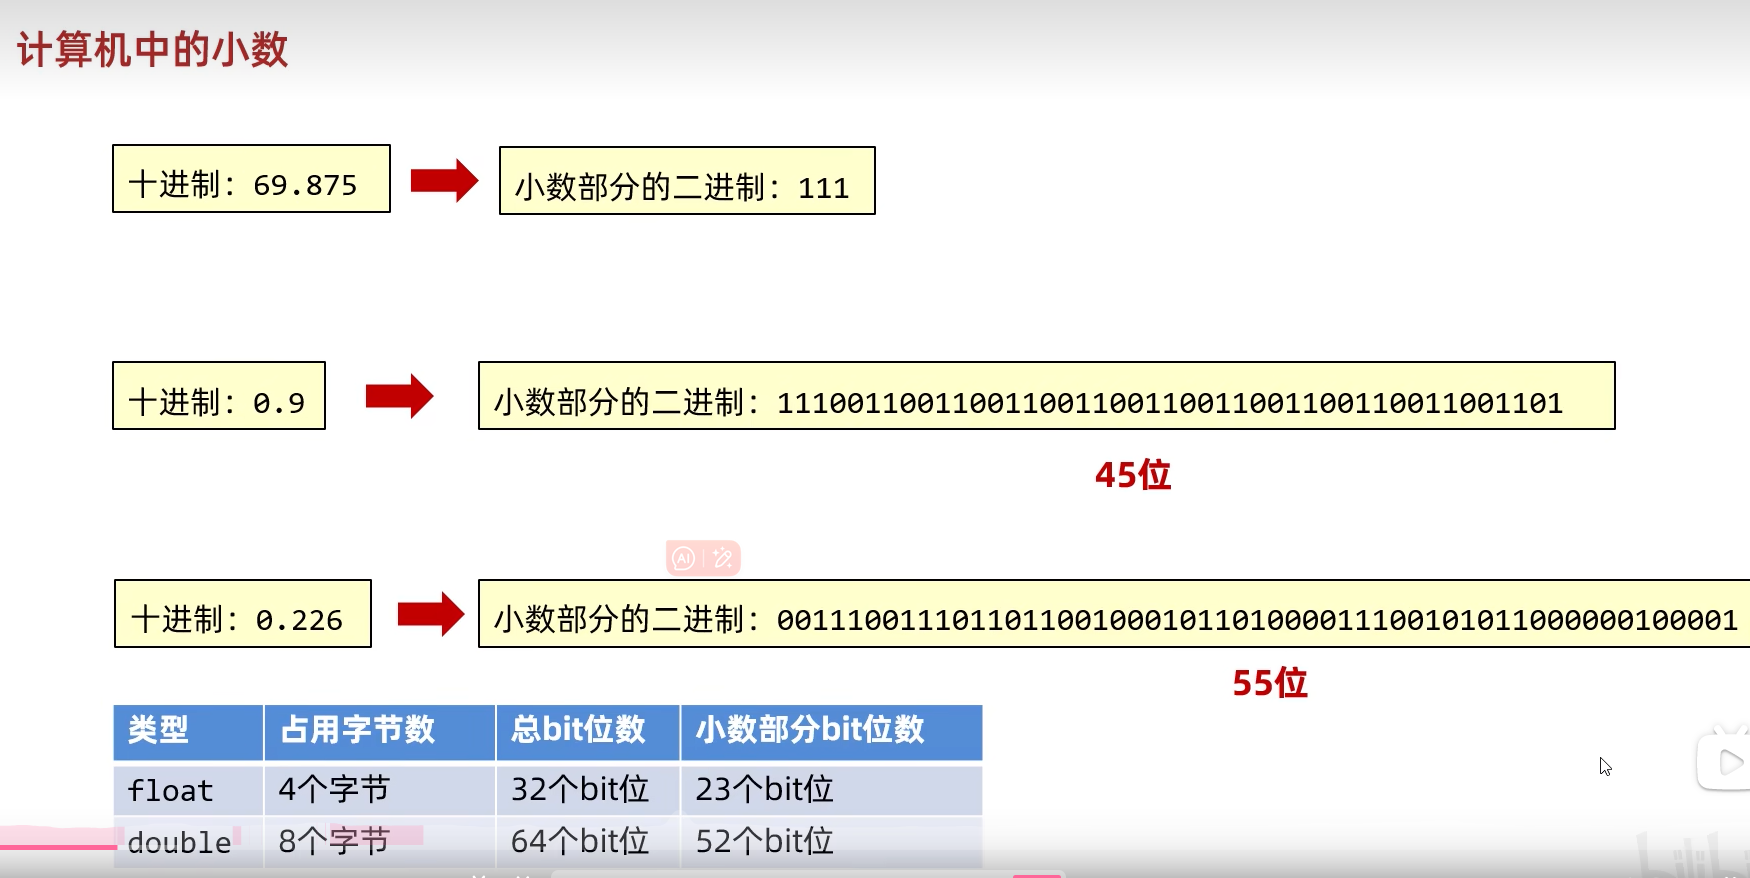 计算机中的小数
十进制：69.875
小数部分的二进制：111
十进制：0.9
小数部分的二进制：111001100110011001100110011001100110011001101
45位
AI
十进制：0.226
小数部分的二进制：0011100111011011001000101101000011100101011000000100001
55位
类型 占用字节数 总bit位数 小数部分bit位数
float 4个字节 32个bit位 23个bit位
double 8个字节 64个bit位 52个bit位